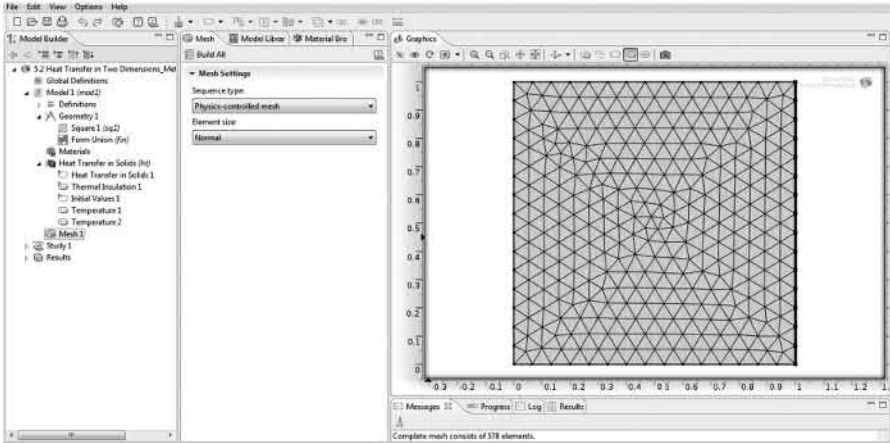 File Edit View Options Help
Model Builder
5.2 Heat Transfer in Two Dimensions_Met
Global Definitions
Model 1 (mod1)
Definitions
Geometry 1
Square 1 (sq1)
Form Union (fin)
Materials
Heat Transfer in Solids (ht)
Heat Transfer in Solids 1
Thermal Insulation 1
Initial Values 1
Temperature 1
Temperature 2
Mesh 1
Study 1
Results
Mesh Model Librar Material Bro
Build All
Mesh Settings
Sequence type:
Physics-controlled mesh
Element size:
Normal
Graphics
1
0.9
0.8
0.7
0.6
0.5
0.4
0.3
0.2
0.1
0
-0.3 -0.2 -0.1 0 0.1 0.2 0.3 0.4 0.5 0.6 0.7 0.8 0.9 1 1.1 1.2 1.
Messages Progress Log Results
Complete mesh consists of 578 elements.